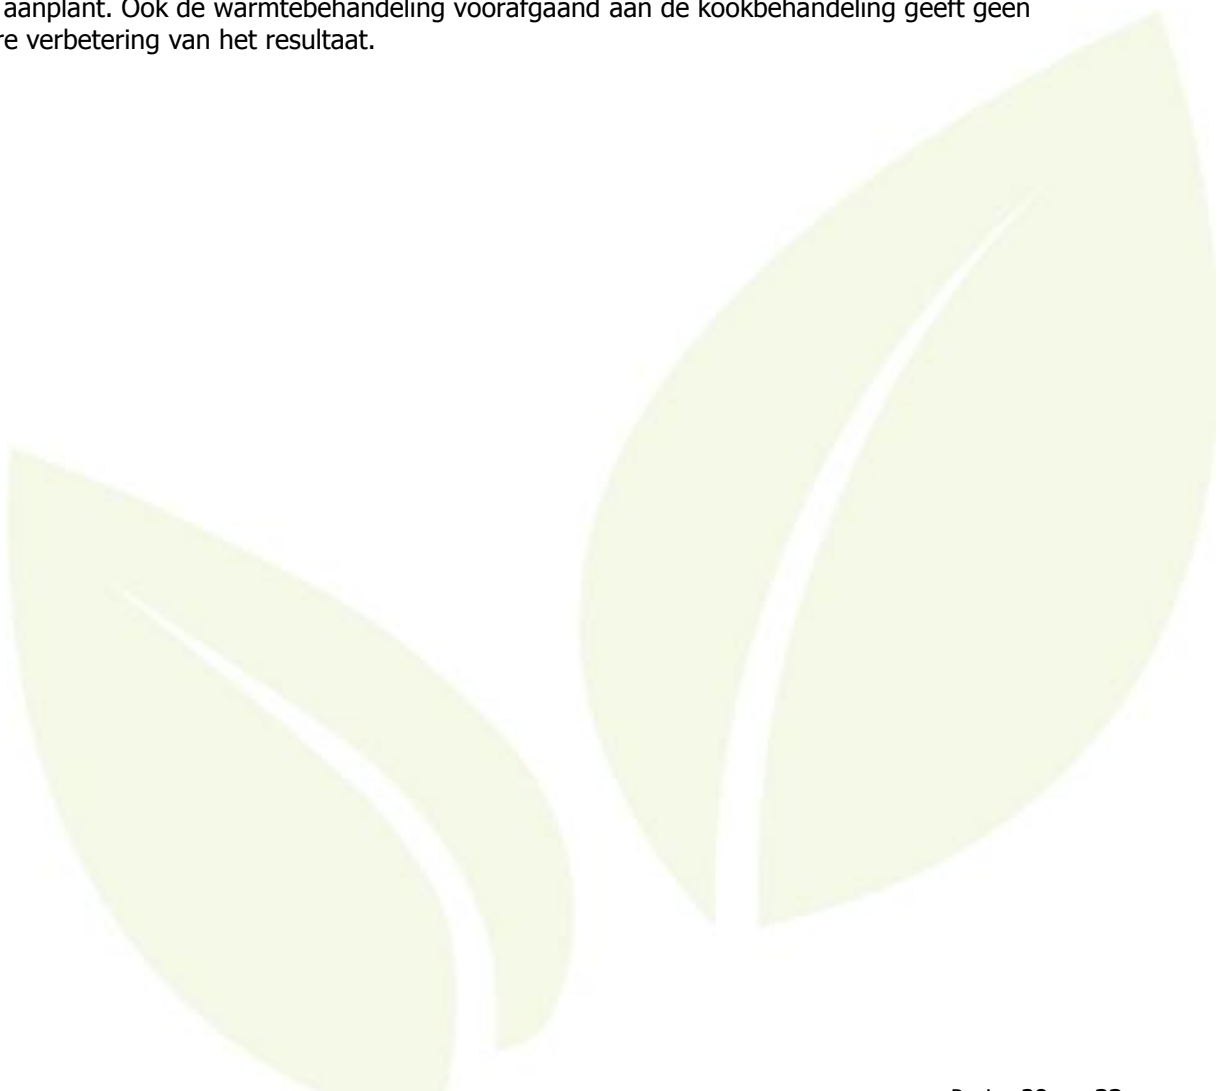 aanplant. Ook de warmtebehandeling voorafgaand aan de kookbehandeling geeft geen
re verbetering van het resultaat.